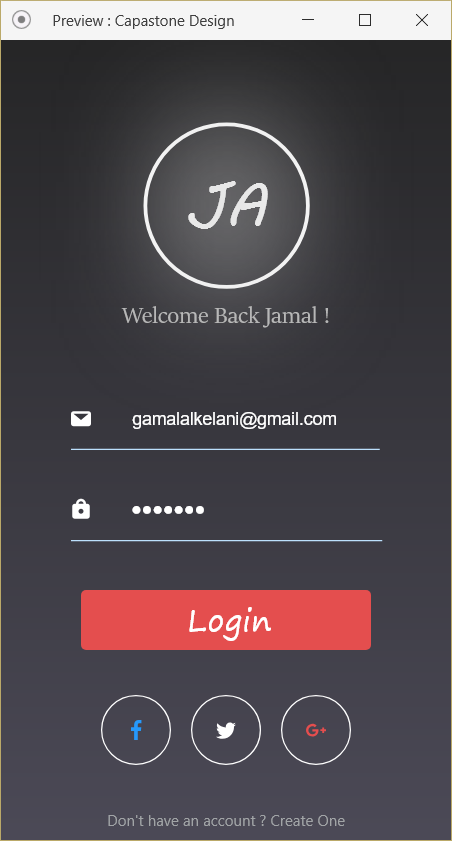 Preview : Capastone Design
JA
Welcome Back Jamal !
gamalalkelani@gmail.com
•••••••
Login
Don't have an account ? Create One